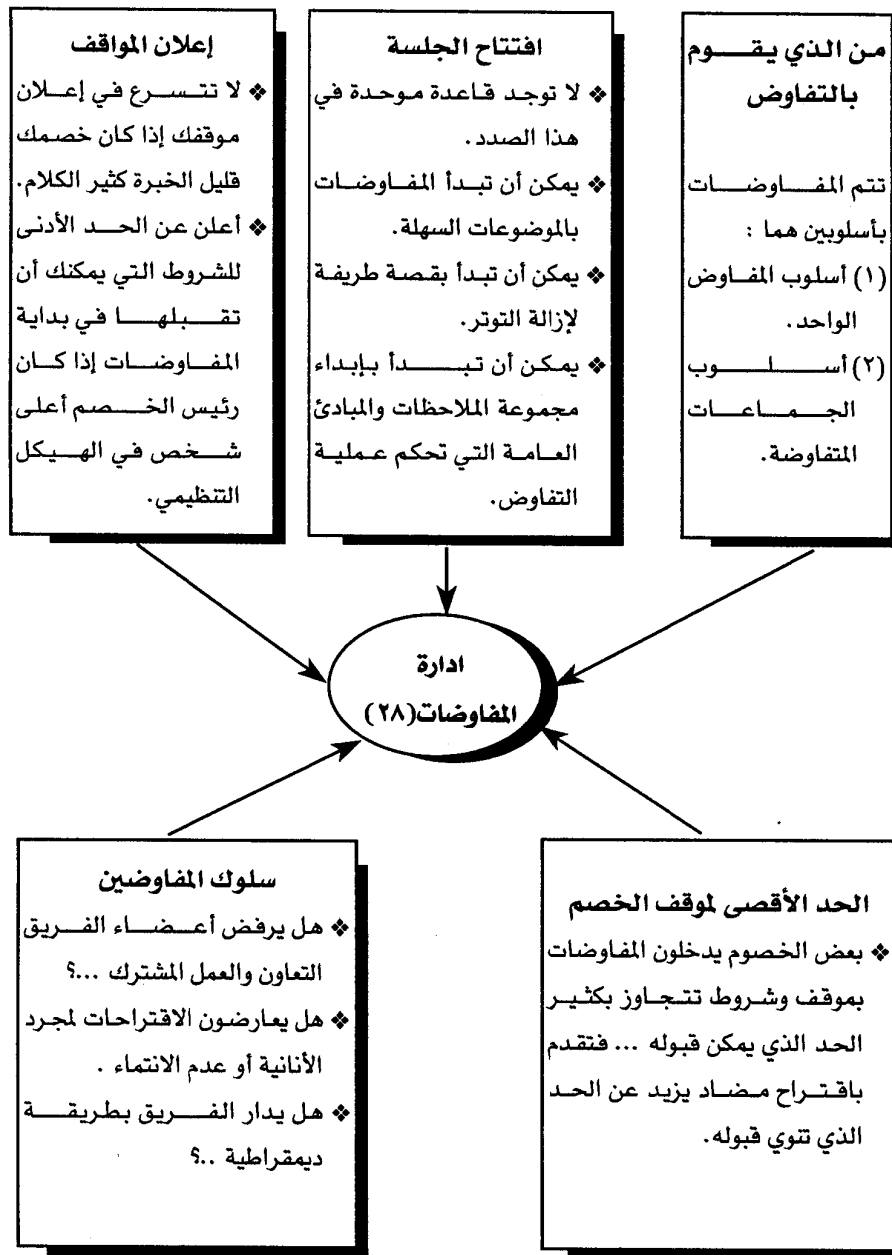 من الذي يقوم
بالتفاوض
تتم المفاوضات
بأسلوبين هما :
(١) أسلوب المفاوض
الواحد.
(٢) أسلوب
الجماعات
المتفاوضة.
افتتاح الجلسة
❖ لا توجد قاعدة موحدة في
هذا الصدد.
❖ يمكن أن تبدأ المفاوضات
بالموضوعات السهلة.
❖ يمكن أن تبدأ بقصة طريفة
لإزالة التوتر.
❖ يمكن أن تبدأ بإبداء
مجموعة الملاحظات والمبادئ
العامة التي تحكم عملية
التفاوض.
إعلان المواقف
❖ لا تتسرع في إعلان
موقفك إذا كان خصمك
قليل الخبرة كثير الكلام.
❖ أعلن عن الحد الأدنى
للشروط التي يمكنك أن
تقبلها في بداية
المفاوضات إذا كان
رئيس الخصم أعلى
شخص في الهيكل
التنظيمي.
ادارة
المفاوضات(٢٨)
الحد الأقصى لموقف الخصم
❖ بعض الخصوم يدخلون المفاوضات
بموقف وشروط تتجاوز بكثير
الحد الذي يمكن قبوله ... فتقدم
باقتراح مضاد يزيد عن الحد
الذي تنوي قبوله.
سلوك المفاوضين
❖ هل يرفض أعضاء الفريق
التعاون والعمل المشترك ...؟
❖ هل يعارضون الاقتراحات لمجرد
الأنانية أو عدم الانتماء .
❖ هل يدار الفريق بطريقة
ديمقراطية ..؟